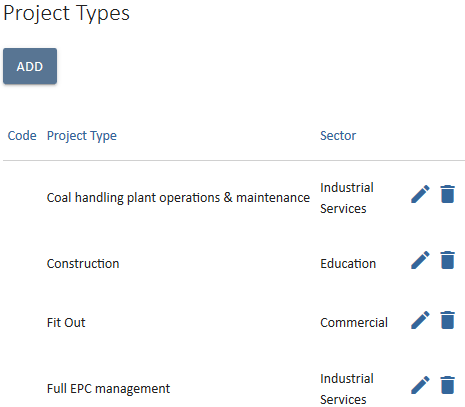 Project Types
ADD
Code Project Type Sector
Coal handling plant operations & maintenance Industrial
Services
Construction Education
Fit Out Commercial
Full EPC management Industrial
Services